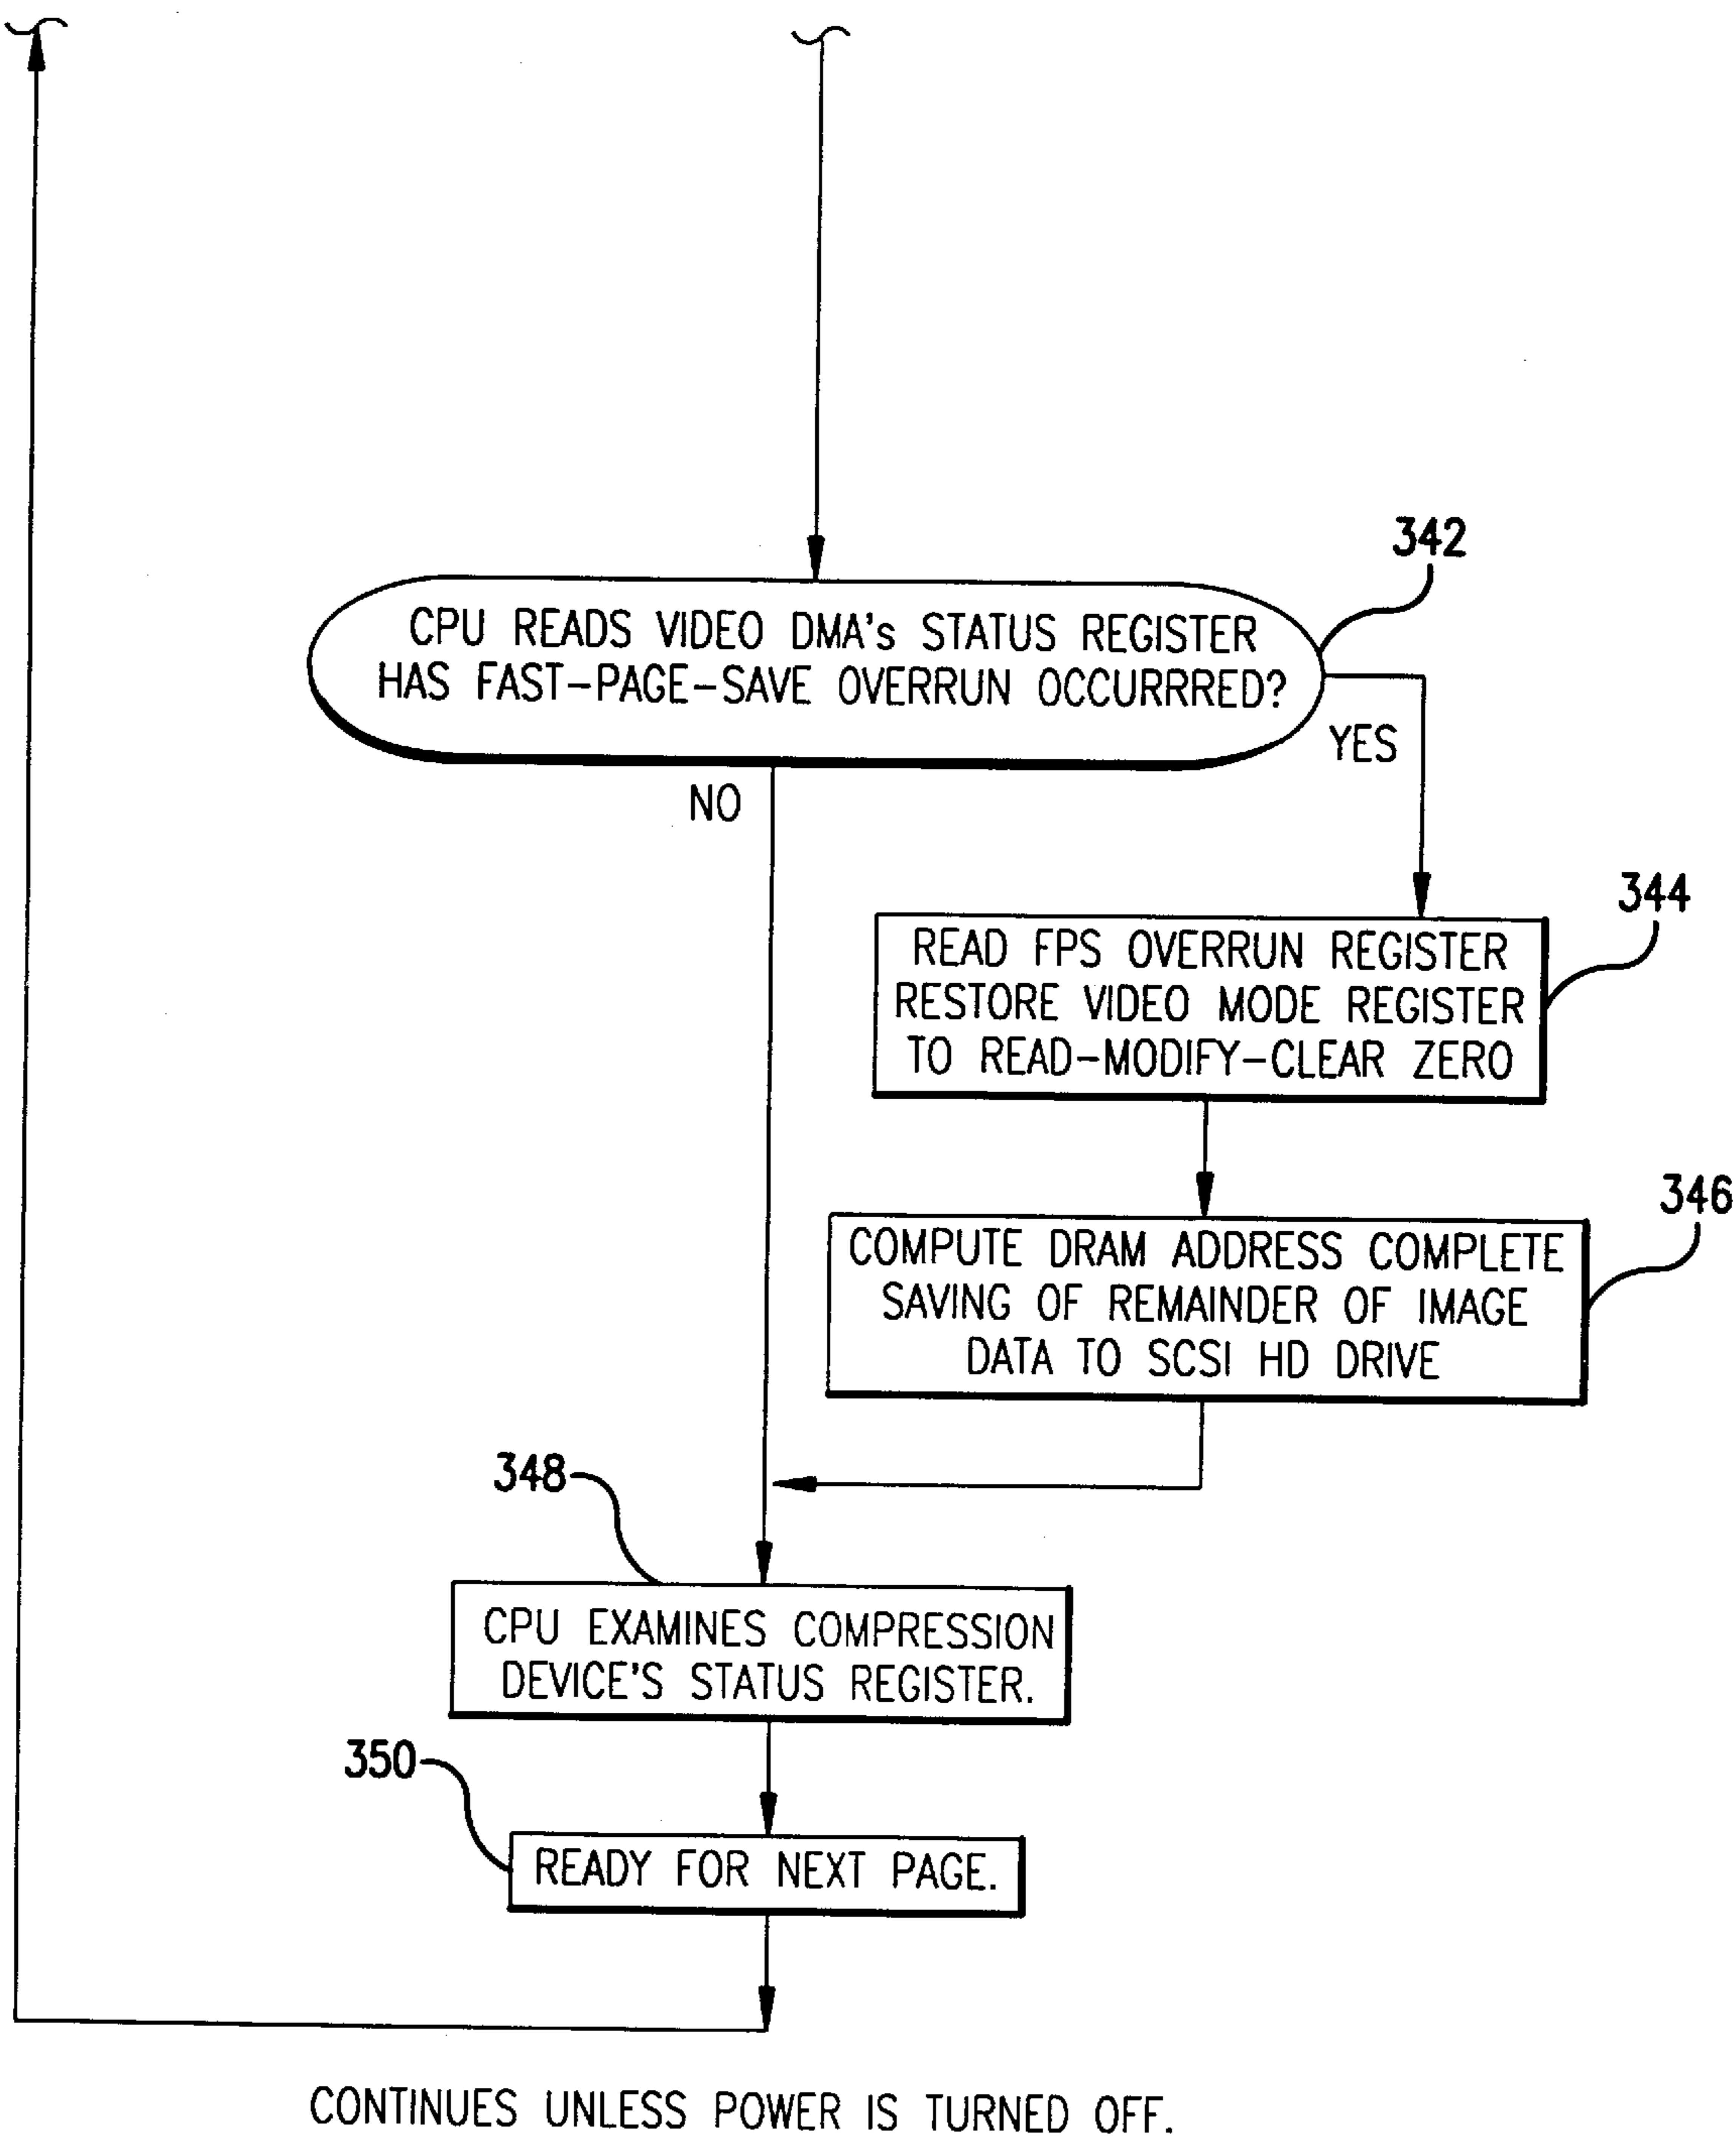 342
CPU READS VIDEO DMA's STATUS REGISTER
HAS FAST-PAGE-SAVE OVERRUN OCCURRRED?
YES
NO
344
READ FPS OVERRUN REGISTER
RESTORE VIDEO MODE REGISTER
TO READ-MODIFY-CLEAR ZERO
346
COMPUTE DRAM ADDRESS COMPLETE
SAVING OF REMAINDER OF IMAGE
DATA TO SCSI HD DRIVE
348
CPU EXAMINES COMPRESSION
DEVICE'S STATUS REGISTER.
350
READY FOR NEXT PAGE.
CONTINUES UNLESS POWER IS TURNED OFF.